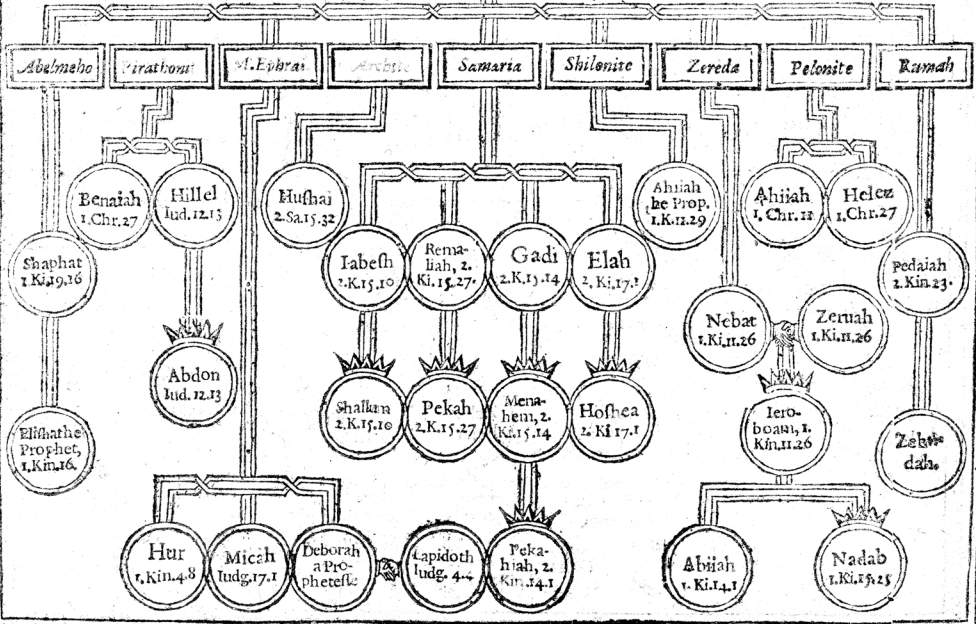 Abelmeho
Pirathoni
M.Ephrai
Archite
Samaria
Shilonite
Zereda
Pelonite
Ramah
Benaiah
1.Chr.27
Hillel
Iud.12.13
Huſhai
2.Sa.15.32
Ahiiah
he Prop.
1.K.11.29
Ahiiah
1. Chr.11
Helez
1.Chr.27
Shaphat
1 Ki.19.16
Iabeſh
2.K.15.10
Rema-
liah, 2.
Ki.15.27.
Gadi
2.K.15.14
Elah
2. Ki.17.1
Pedaiah
2.Kin.23.
Nebat
1.Ki.11.26
Zeruah
1.Ki.11.26
Abdon
Iud. 12.13
Shallum
2.K.15.10
Pekah
2.K.15.27
Mena-
hem, 2.
Ki.15.14
Hoſhea
2. Ki 17.1
Iero-
boam, 1.
Kin.11.26
Eliſhathe
Prophet,
1.Kin.16.
dah.
Hur
1.Kin.4.8
Micah
Iudg.17.1
Deborah
a Pro-
pheteſſe
Lapidoth
Iudg. 4.4
Peka-
hiah, 2.
Kin.14.1
Abiiah
1. Ki.14.1
Nadab
1.Ki.15.25